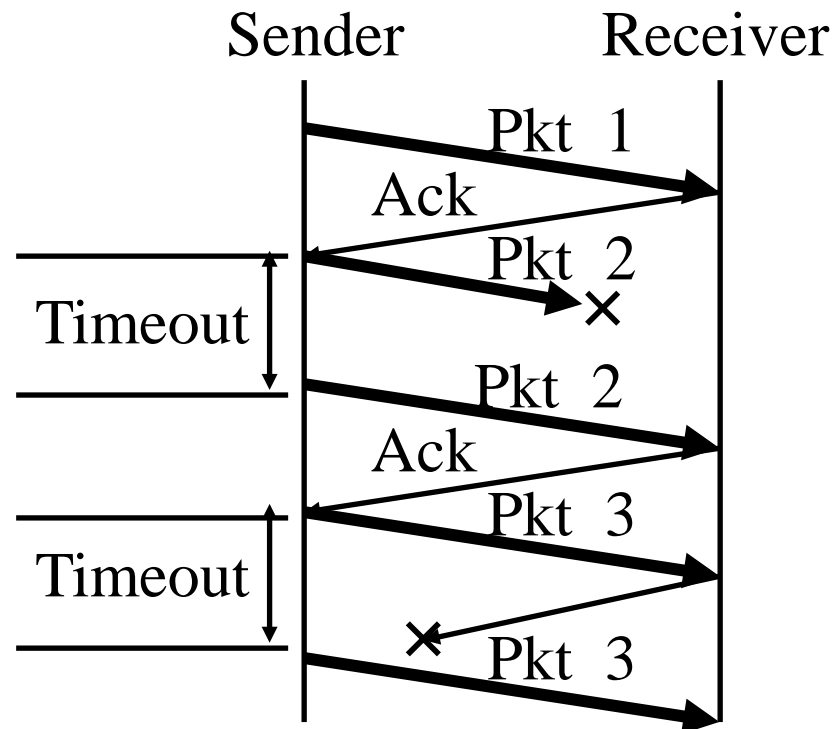 Sender
Receiver
Pkt 1
Ack
Pkt 2
Timeout
Pkt 2
Ack
Pkt 3
Timeout
Pkt 3